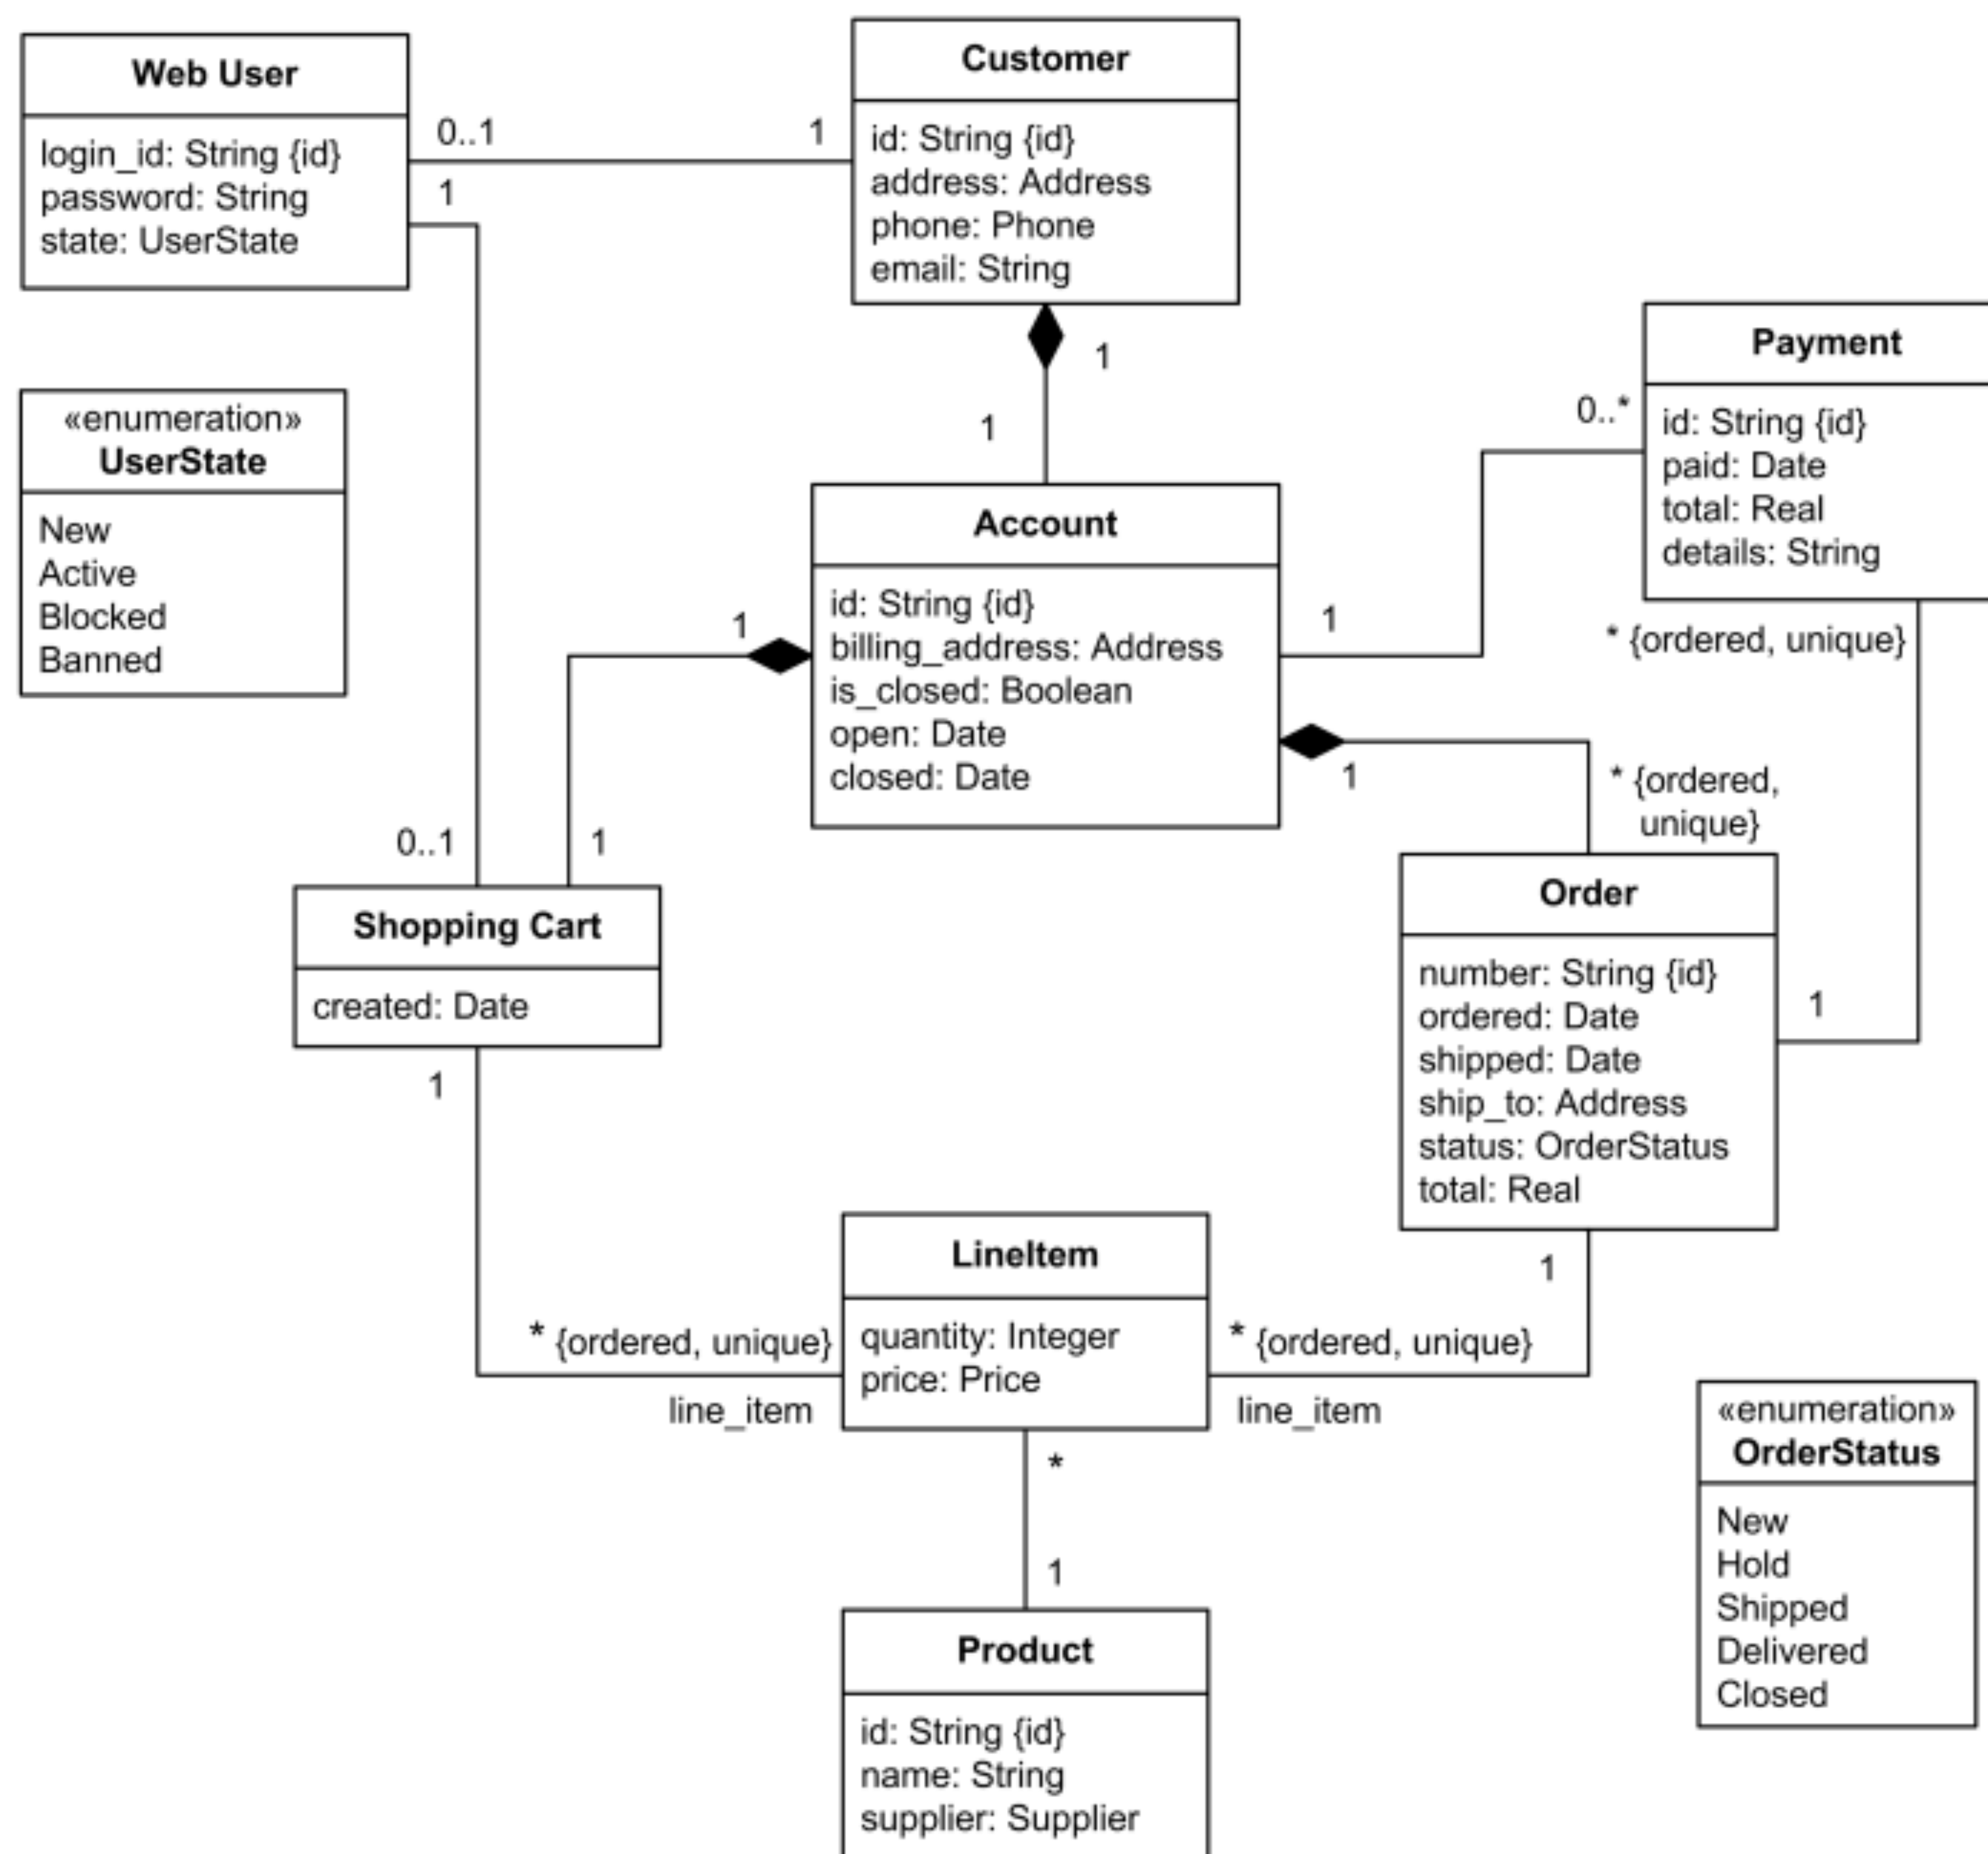 Web User
login_id: String {id}
password: String
state: UserState
0..1
1
1
Customer
id: String {id}
address: Address
phone: Phone
email: String
1
1
«enumeration»
UserState
New
Active
Blocked
Banned
Account
id: String {id}
billing_address: Address
is_closed: Boolean
open: Date
closed: Date
Payment
id: String {id}
paid: Date
total: Real
details: String
0..*
1
* {ordered, unique}
1
1
* {ordered,
unique}
0..1
1
Shopping Cart
created: Date
1
Order
number: String {id}
ordered: Date
shipped: Date
ship_to: Address
status: OrderStatus
total: Real
1
1
LineItem
quantity: Integer
price: Price
* {ordered, unique}
line_item
* {ordered, unique}
line_item
*
1
Product
id: String {id}
name: String
supplier: Supplier
«enumeration»
OrderStatus
New
Hold
Shipped
Delivered
Closed